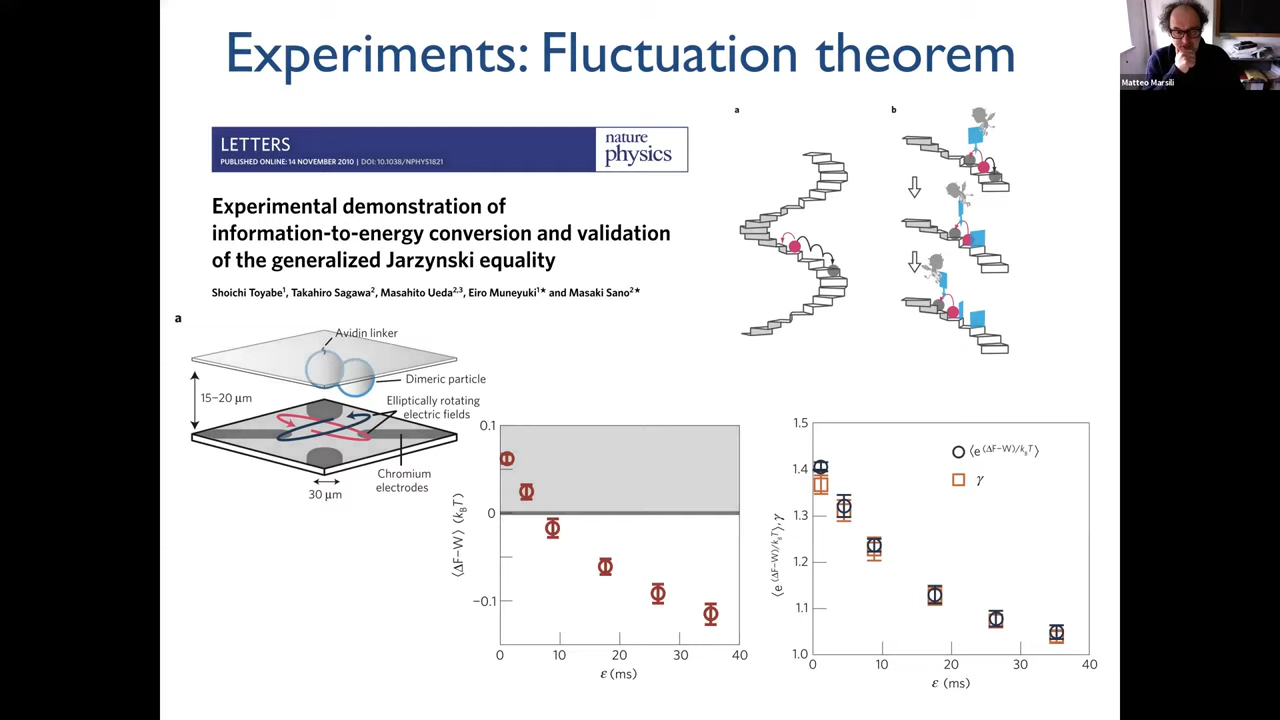 Experiments: Fluctuation theorem
Matteo Marsili
LETTERS
PUBLISHED ONLINE: 14 NOVEMBER 2010 | DOI: 10.1038/NPHYS1821
nature
physics
Experimental demonstration of
information-to-energy conversion and validation
of the generalized Jarzynski equality
Shoichi Toyabe¹, Takahiro Sagawa², Masahito Ueda²,³, Eiro Muneyuki¹★ and Masaki Sano²★
a
b
a
Avidin linker
Dimeric particle
15–20 μm
Elliptically rotating
electric fields
Chromium
electrodes
30 μm
0.1
0
−0.1
⟨ΔF−W⟩ (k_BT)
0 10 20 30 40
ε (ms)
1.5
1.4
1.3
1.2
1.1
1.0
⟨e^(ΔF−W)/k_BT⟩, γ
⟨e^(ΔF−W)/k_BT⟩
γ
0 10 20 30 40
ε (ms)